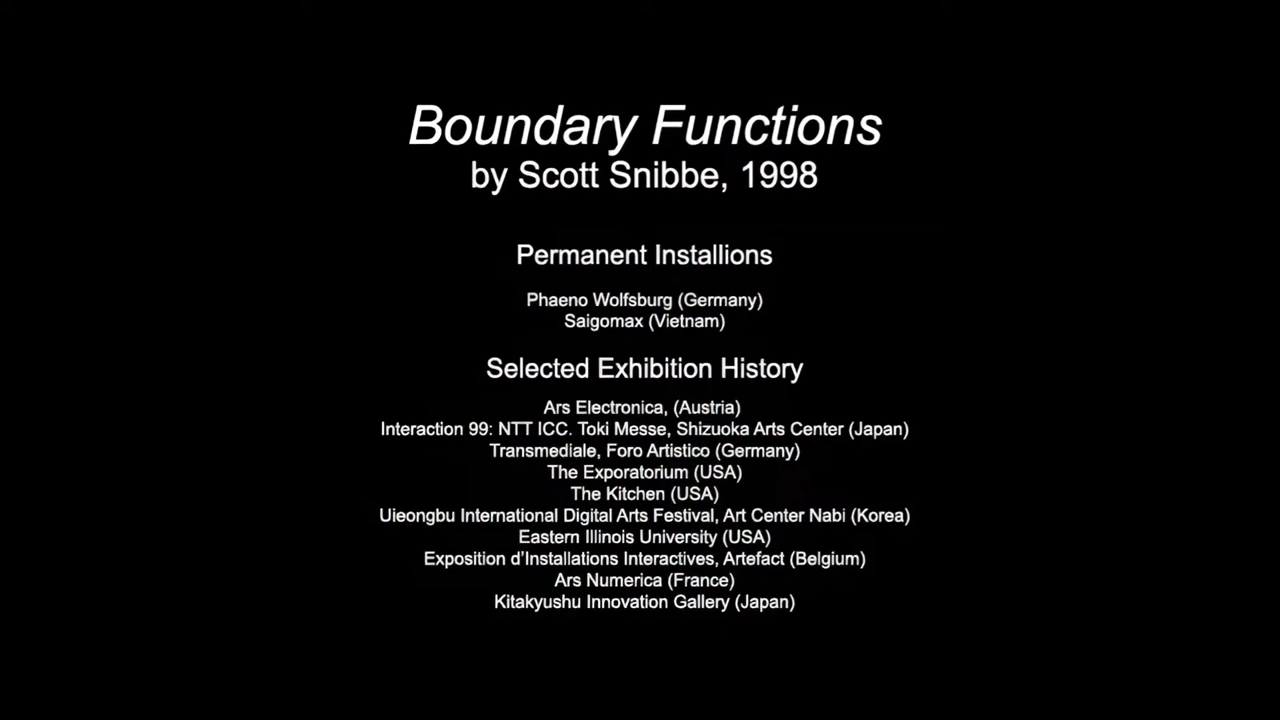 Boundary Functions
by Scott Snibbe, 1998
Permanent Installions
Phaeno Wolfsburg (Germany)
Saigomax (Vietnam)
Selected Exhibition History
Ars Electronica, (Austria)
Interaction 99: NTT ICC. Toki Messe, Shizuoka Arts Center (Japan)
Transmediale, Foro Artistico (Germany)
The Exporatorium (USA)
The Kitchen (USA)
Uieongbu International Digital Arts Festival, Art Center Nabi (Korea)
Eastern Illinois University (USA)
Exposition d’Installations Interactives, Artefact (Belgium)
Ars Numerica (France)
Kitakyushu Innovation Gallery (Japan)